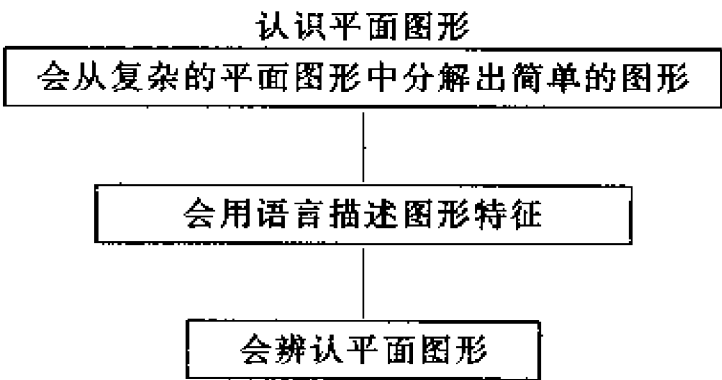 认识平面图形
会从复杂的平面图形中分解出简单的图形
会用语言描述图形特征
会辨认平面图形